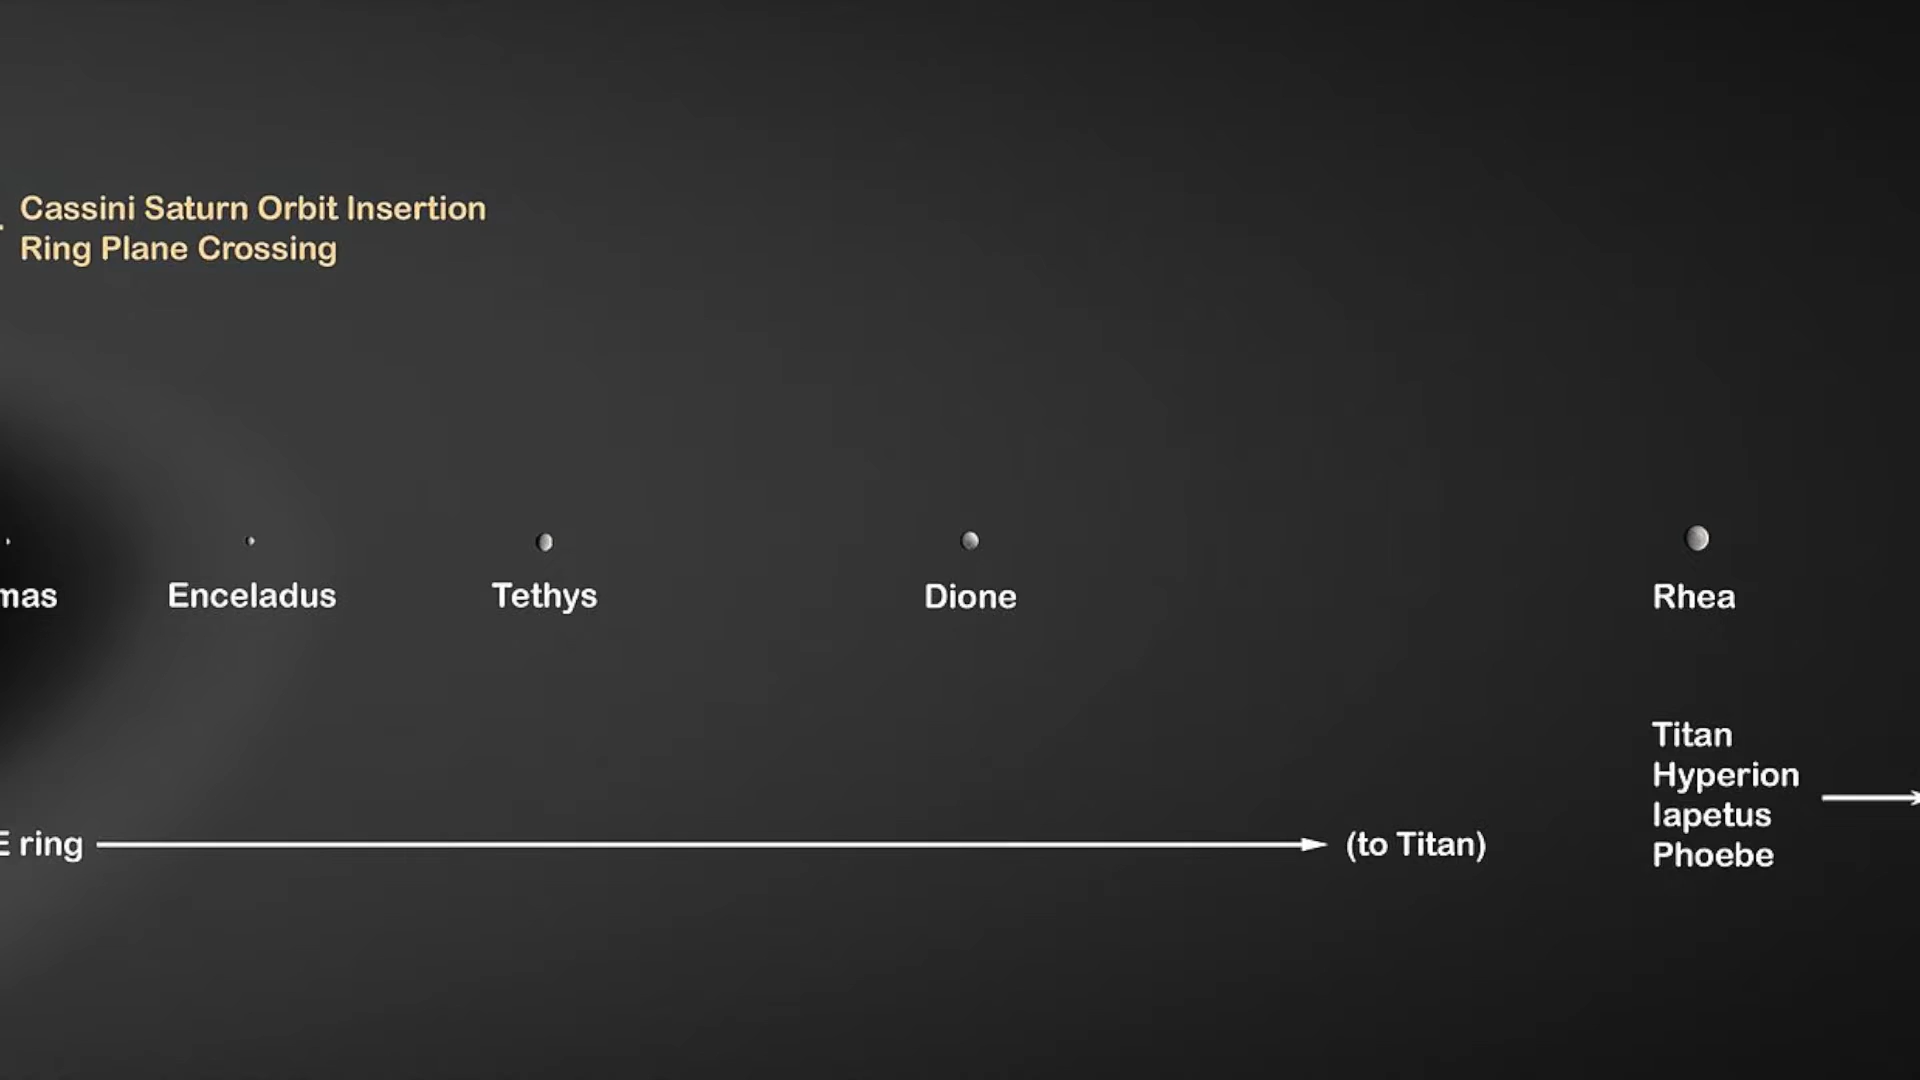 Cassini Saturn Orbit Insertion
Ring Plane Crossing
mas
Enceladus
Tethys
Dione
Rhea
Titan
Hyperion
Iapetus
Phoebe
E ring
(to Titan)